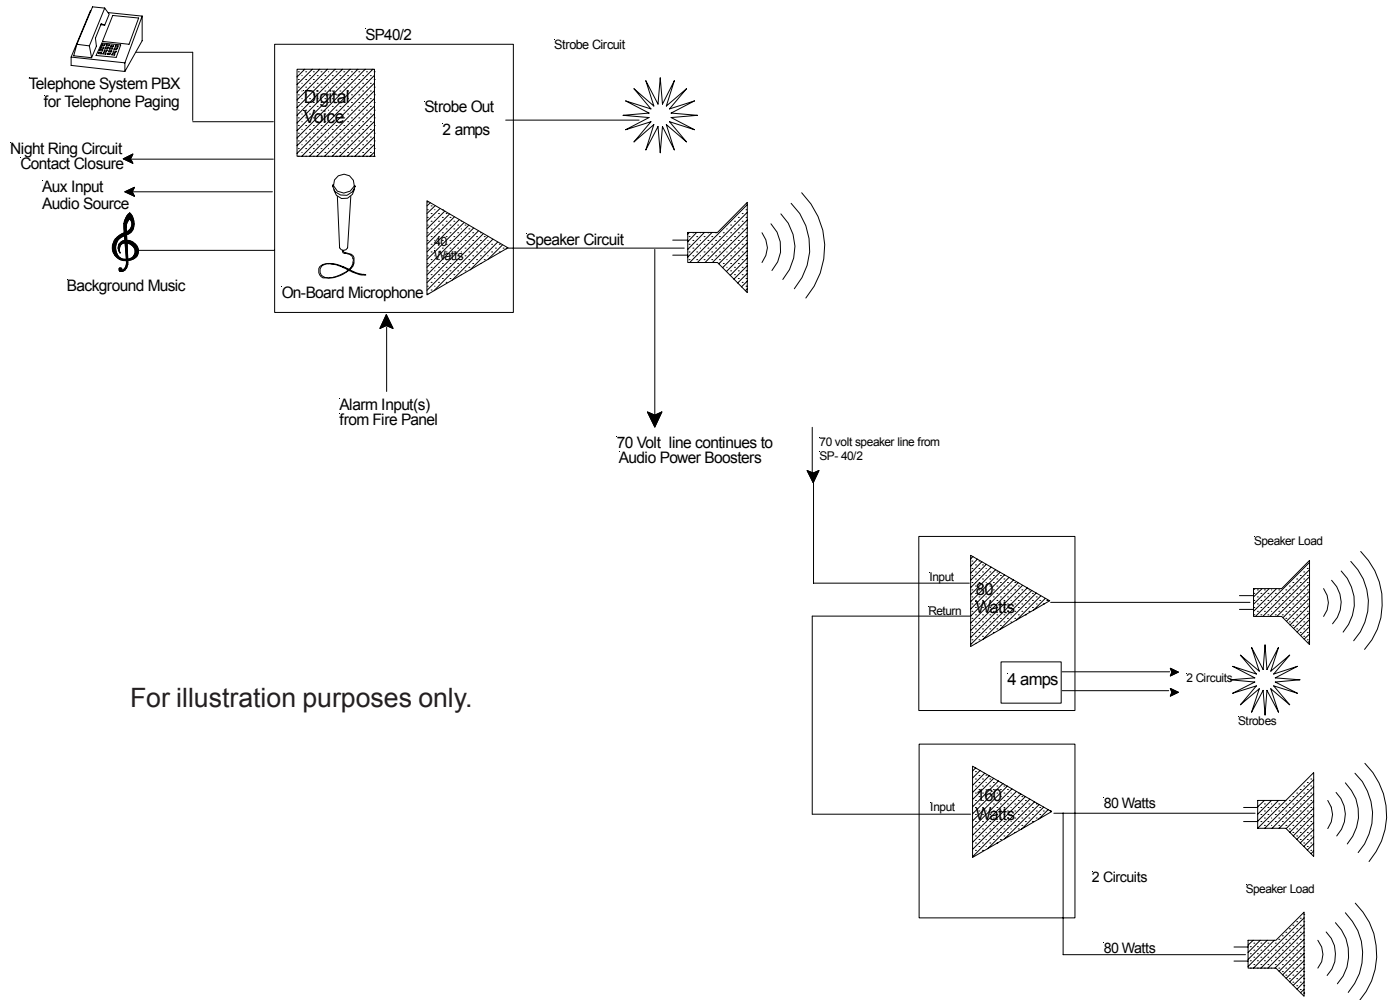 SP40/2
Strobe Circuit
Telephone System PBX
for Telephone Paging
Digital
Voice
Strobe Out
2 amps
Night Ring Circuit
Contact Closure
Aux Input
Audio Source
40
Watts
Speaker Circuit
Background Music
On-Board Microphone
Alarm Input(s)
from Fire Panel
70 Volt line continues to
Audio Power Boosters
70 volt speaker line from
SP- 40/2
Speaker Load
Input
80
Watts
Return
4 amps
2 Circuits
Strobes
For illustration purposes only.
Input
160
Watts
80 Watts
2 Circuits
Speaker Load
80 Watts